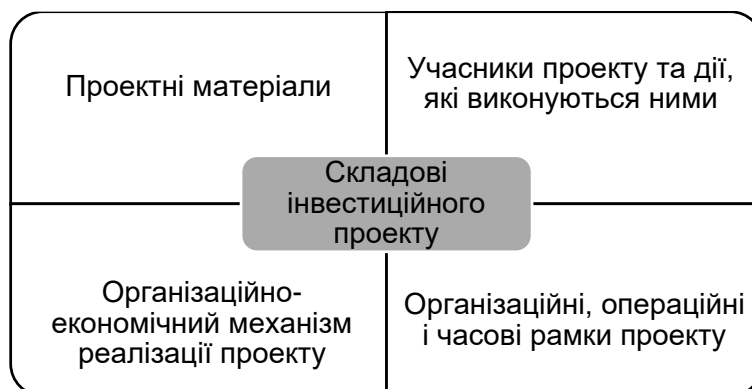 Проектні матеріали
Учасники проекту та дії,
які виконуються ними
Складові
інвестиційного
проекту
Організаційно-
економічний механізм
реалізації проекту
Організаційні, операційні
і часові рамки проекту